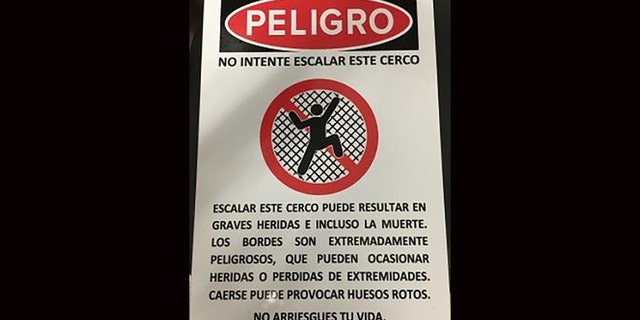 PELIGRO
NO INTENTE ESCALAR ESTE CERCO
ESCALAR ESTE CERCO PUEDE RESULTAR EN
GRAVES HERIDAS E INCLUSO LA MUERTE.
LOS BORDES SON EXTREMADAMENTE
PELIGROSOS, QUE PUEDEN OCASIONAR
HERIDAS O PERDIDAS DE EXTREMIDADES.
CAERSE PUEDE PROVOCAR HUESOS ROTOS.
NO ARRIESGUES TU VIDA.